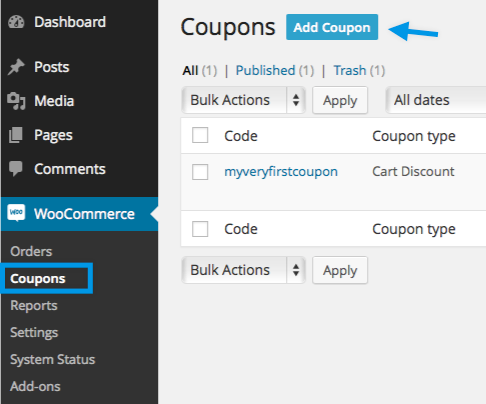 Dashboard
Posts
Media
Pages
Comments
woo WooCommerce
Orders
Coupons
Reports
Settings
System Status
Add-ons
Coupons Add Coupon
All (1) | Published (1) | Trash (1)
Bulk Actions Apply All dates
Code Coupon type
myveryfirstcoupon Cart Discount
Code Coupon type
Bulk Actions Apply